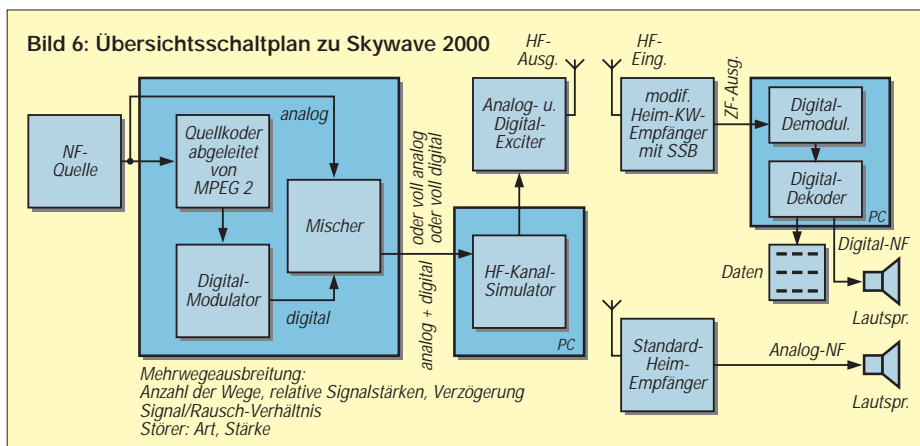 Bild 6: Übersichtsschaltplan zu Skywave 2000
NF-
Quelle
analog
Quellkoder
abgeleitet
von
MPEG 2
Digital-
Modulator
digital
Mischer
analog + digital
oder voll analog
oder voll digital
HF-Kanal-
Simulator
PC
Analog- u.
Digital-
Exciter
HF-
Ausg.
HF-
Eing.
modif.
Heim-KW-
Empfänger
mit SSB
ZF-Ausg.
Digital-
Demodul.
Digital-
Dekoder
PC
Digital-NF
Daten
Lautspr.
Standard-
Heim-
Empfänger
Analog-NF
Lautspr.
Mehrwegeausbreitung:
Anzahl der Wege, relative Signalstärken, Verzögerung
Signal/Rausch-Verhältnis
Störer: Art, Stärke